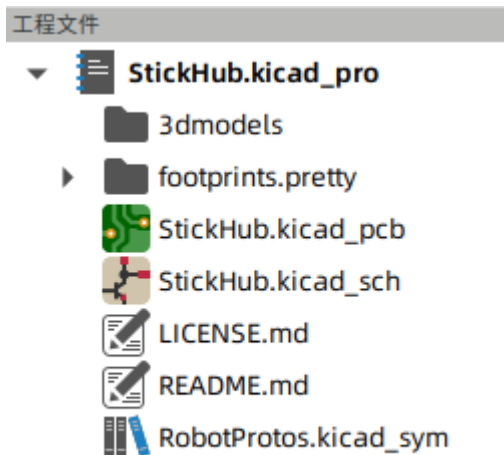 工程文件
StickHub.kicad_pro
3dmodels
footprints.pretty
StickHub.kicad_pcb
StickHub.kicad_sch
LICENSE.md
README.md
RobotProtos.kicad_sym